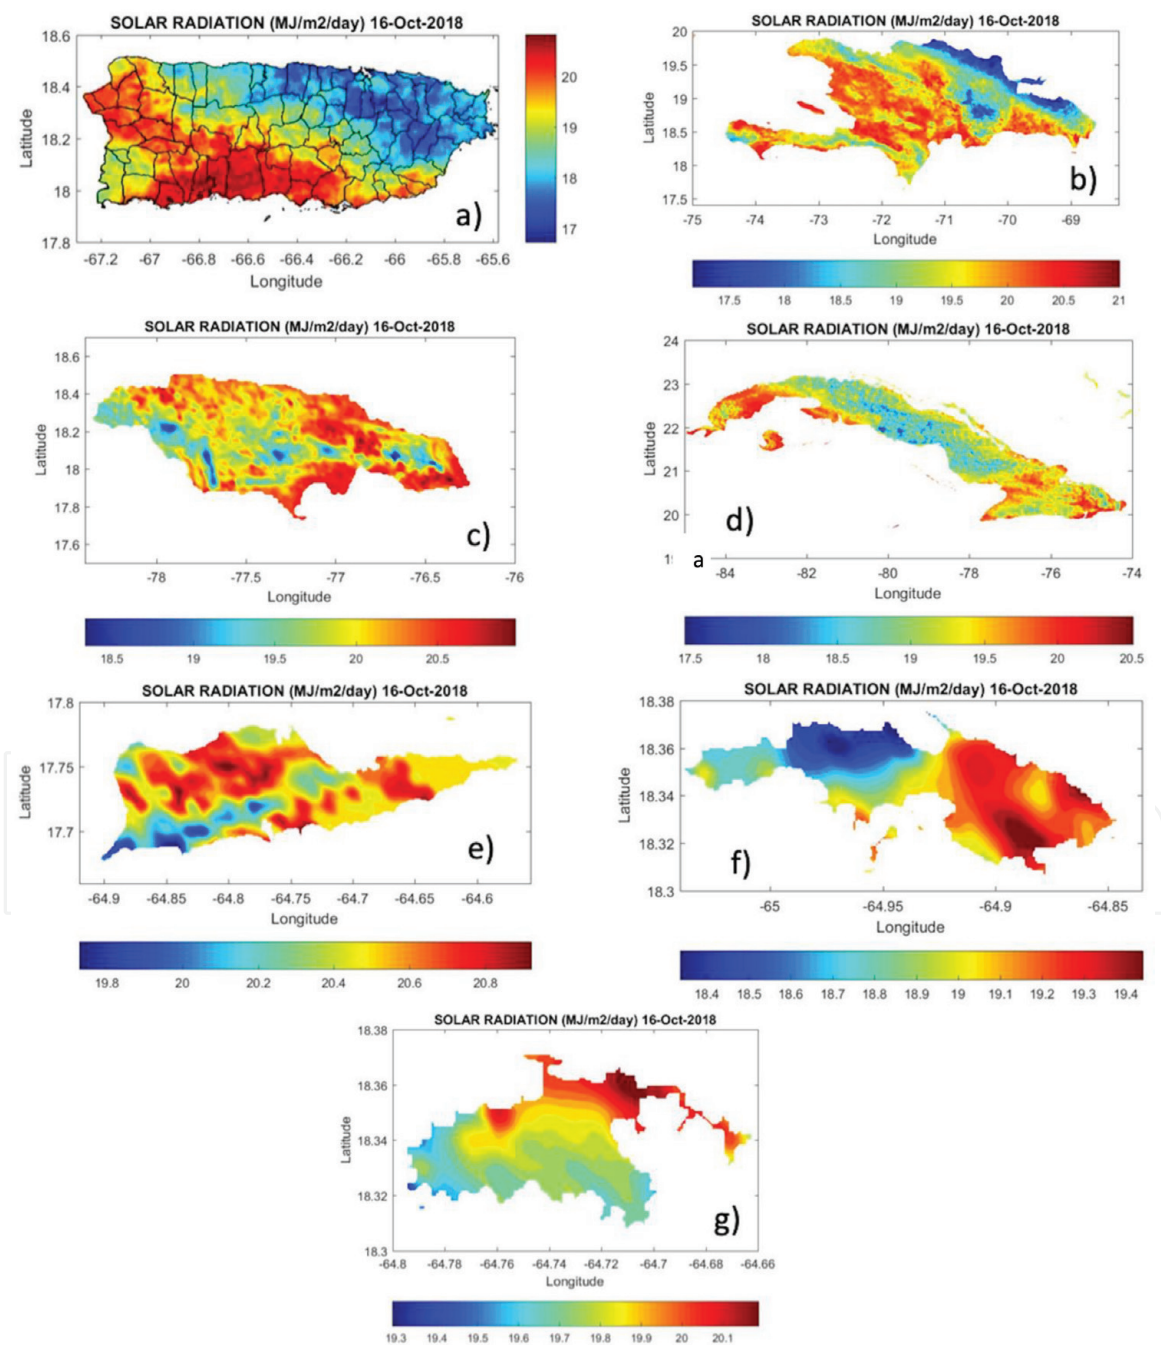 SOLAR RADIATION (MJ/m2/day) 16-Oct-2018
18.6
18.4
18.2
18
17.8
Latitude
-67.2 -67 -66.8 -66.6 -66.4 -66.2 -66 -65.8 -65.6
Longitude
20
19
18
17
a)
SOLAR RADIATION (MJ/m2/day) 16-Oct-2018
20
19.5
19
18.5
18
17.5
Latitude
-75 -74 -73 -72 -71 -70 -69
Longitude
b)
17.5 18 18.5 19 19.5 20 20.5 21
SOLAR RADIATION (MJ/m2/day) 16-Oct-2018
18.6
18.4
18.2
18
17.8
17.6
Latitude
-78 -77.5 -77 -76.5 -76
Longitude
c)
18.5 19 19.5 20 20.5
SOLAR RADIATION (MJ/m2/day) 16-Oct-2018
24
23
22
21
20
Latitude
d)
a
-84 -82 -80 -78 -76 -74
Longitude
17.5 18 18.5 19 19.5 20 20.5
SOLAR RADIATION (MJ/m2/day) 16-Oct-2018
17.8
17.75
17.7
Latitude
-64.9 -64.85 -64.8 -64.75 -64.7 -64.65 -64.6
Longitude
e)
19.8 20 20.2 20.4 20.6 20.8
SOLAR RADIATION (MJ/m2/day) 16-Oct-2018
18.38
18.36
18.34
18.32
18.3
Latitude
-65 -64.95 -64.9 -64.85
Longitude
f)
18.4 18.5 18.6 18.7 18.8 18.9 19 19.1 19.2 19.3 19.4
SOLAR RADIATION (MJ/m2/day) 16-Oct-2018
18.38
18.36
18.34
18.32
18.3
Latitude
-64.8 -64.78 -64.76 -64.74 -64.72 -64.7 -64.68 -64.66
Longitude
g)
19.3 19.4 19.5 19.6 19.7 19.8 19.9 20 20.1